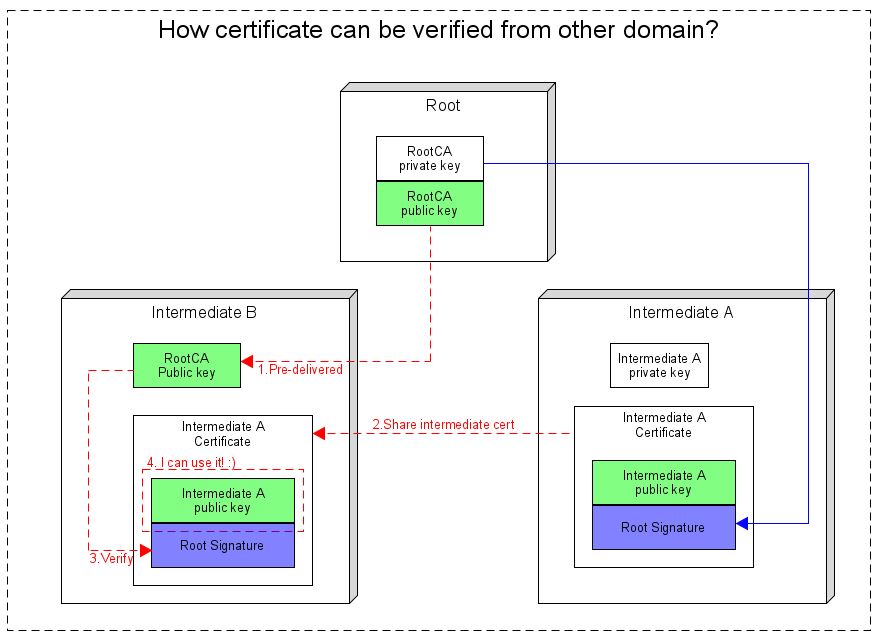 How certificate can be verified from other domain?
Root
RootCA
private key
RootCA
public key
Intermediate B
RootCA
Public key
1.Pre-delivered
Intermediate A
Certificate
4. I can use it! :)
Intermediate A
public key
Root Signature
3.Verify
2.Share intermediate cert
Intermediate A
Intermediate A
private key
Intermediate A
Certificate
Intermediate A
public key
Root Signature